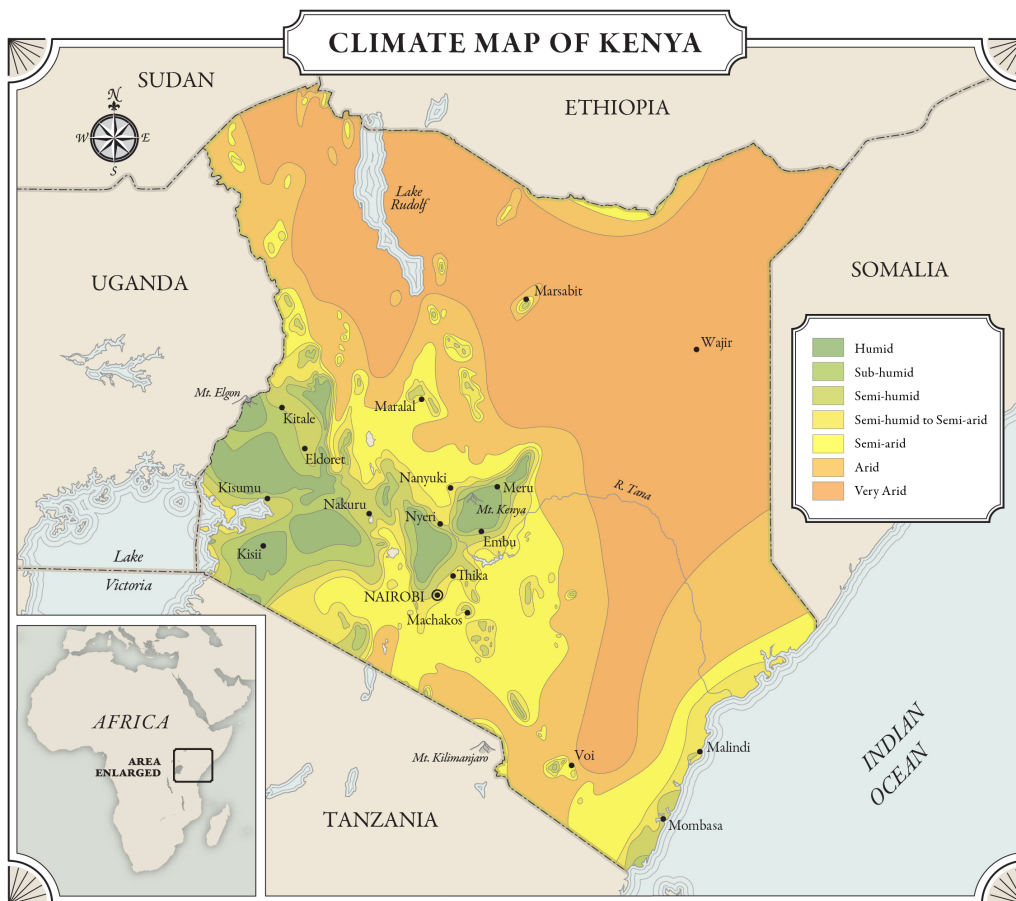 CLIMATE MAP OF KENYA
SUDAN
ETHIOPIA
N
W
E
S
Lake
Rudolf
UGANDA
SOMALIA
Marsabit
Wajir
Humid
Sub-humid
Semi-humid
Semi-humid to Semi-arid
Semi-arid
Arid
Very Arid
Mt. Elgon
Kitale
Maralal
Eldoret
Kisumu
Nanyuki
Meru
R. Tana
Nakuru
Nyeri
Mt. Kenya
Embu
Kisii
Lake
Victoria
Thika
NAIROBI
Machakos
AFRICA
AREA
ENLARGED
Mt. Kilimanjaro
Voi
Malindi
INDIAN
OCEAN
TANZANIA
Mombasa